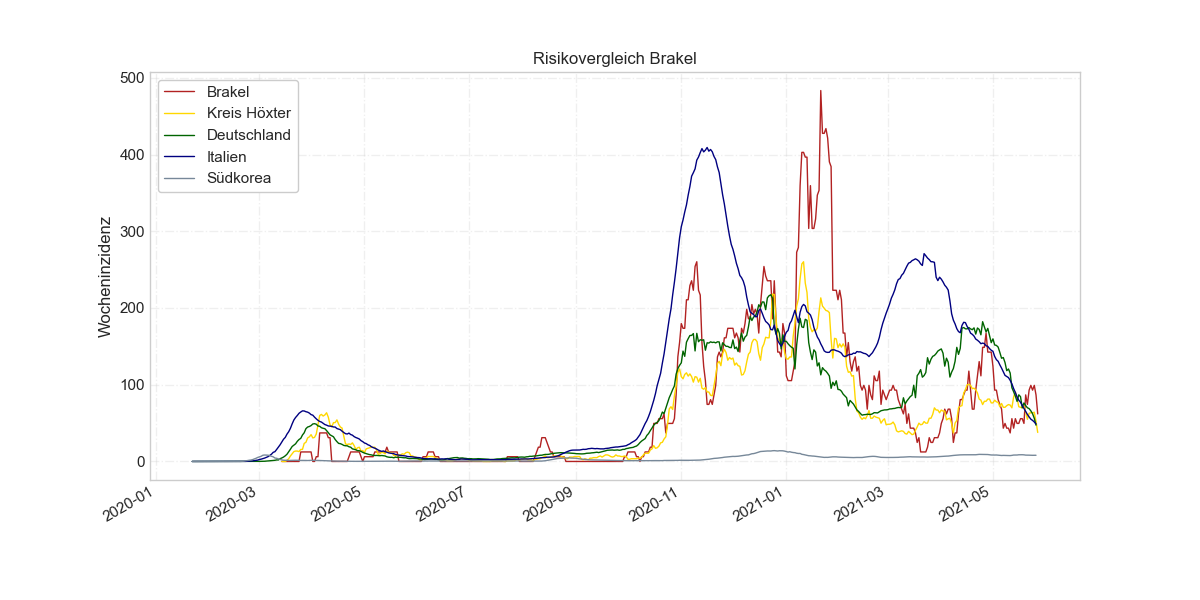 Risikovergleich Brakel
Wocheninzidenz
500
400
300
200
100
0
Brakel
Kreis Höxter
Deutschland
Italien
Südkorea
2020-01
2020-03
2020-05
2020-07
2020-09
2020-11
2021-01
2021-03
2021-05